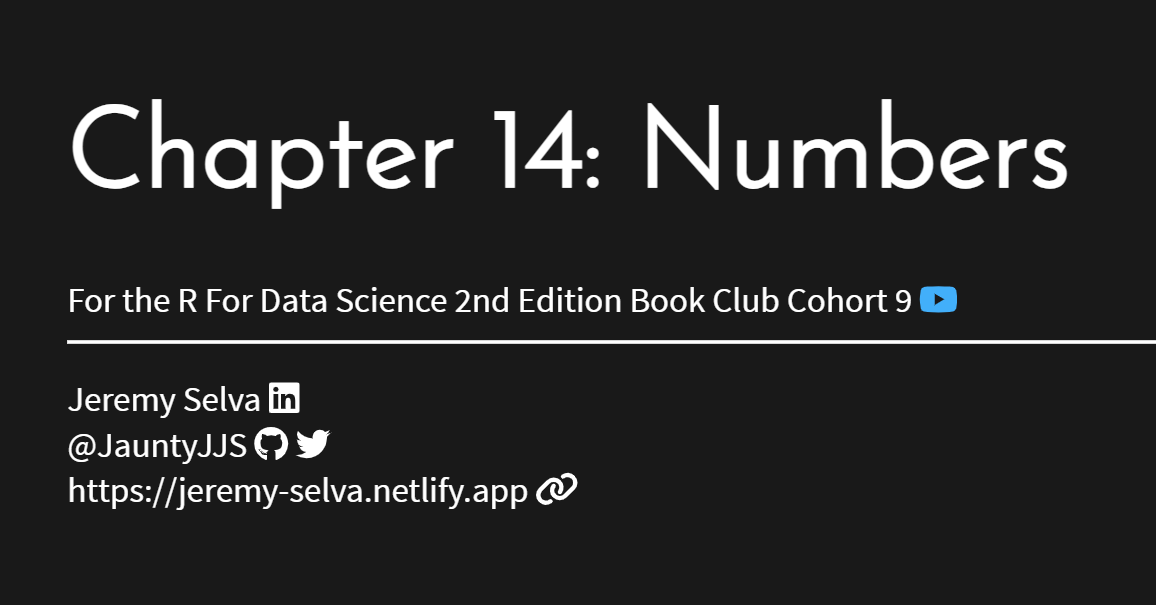 Chapter 14: Numbers
For the R For Data Science 2nd Edition Book Club Cohort 9
Jeremy Selva in
@JauntyJJS
https://jeremy-selva.netlify.app